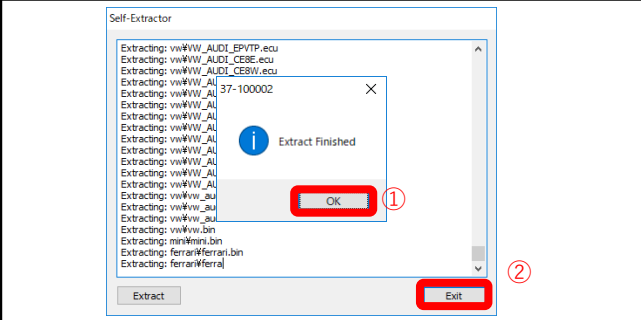 Self-Extractor
Extracting: vw¥VW_AUDI_EPVTP.ecu
Extracting: vw¥VW_AUDI_CE8E.ecu
Extracting: vw¥VW_AUDI_CE8W.ecu
Extracting: vw¥VW_AU
37-100002
Extracting: vw¥VW_AU
Extracting: vw¥VW_AU
Extracting: vw¥VW_AU
Extracting: vw¥VW_AU
Extracting: vw¥VW_AU
Extract Finished
Extracting: vw¥VW_AU
Extracting: vw¥VW_AU
Extracting: vw¥VW_AU
Extracting: vw¥VW_AU
Extracting: vw¥vw_au
Extracting: vw¥vw_au
OK
①
Extracting: vw¥vw_au
Extracting: vw¥vw.bin
Extracting: mini¥mini.bin
Extracting: ferrari¥ferrari.bin
Extracting: ferrari¥ferra
②
Extract
Exit